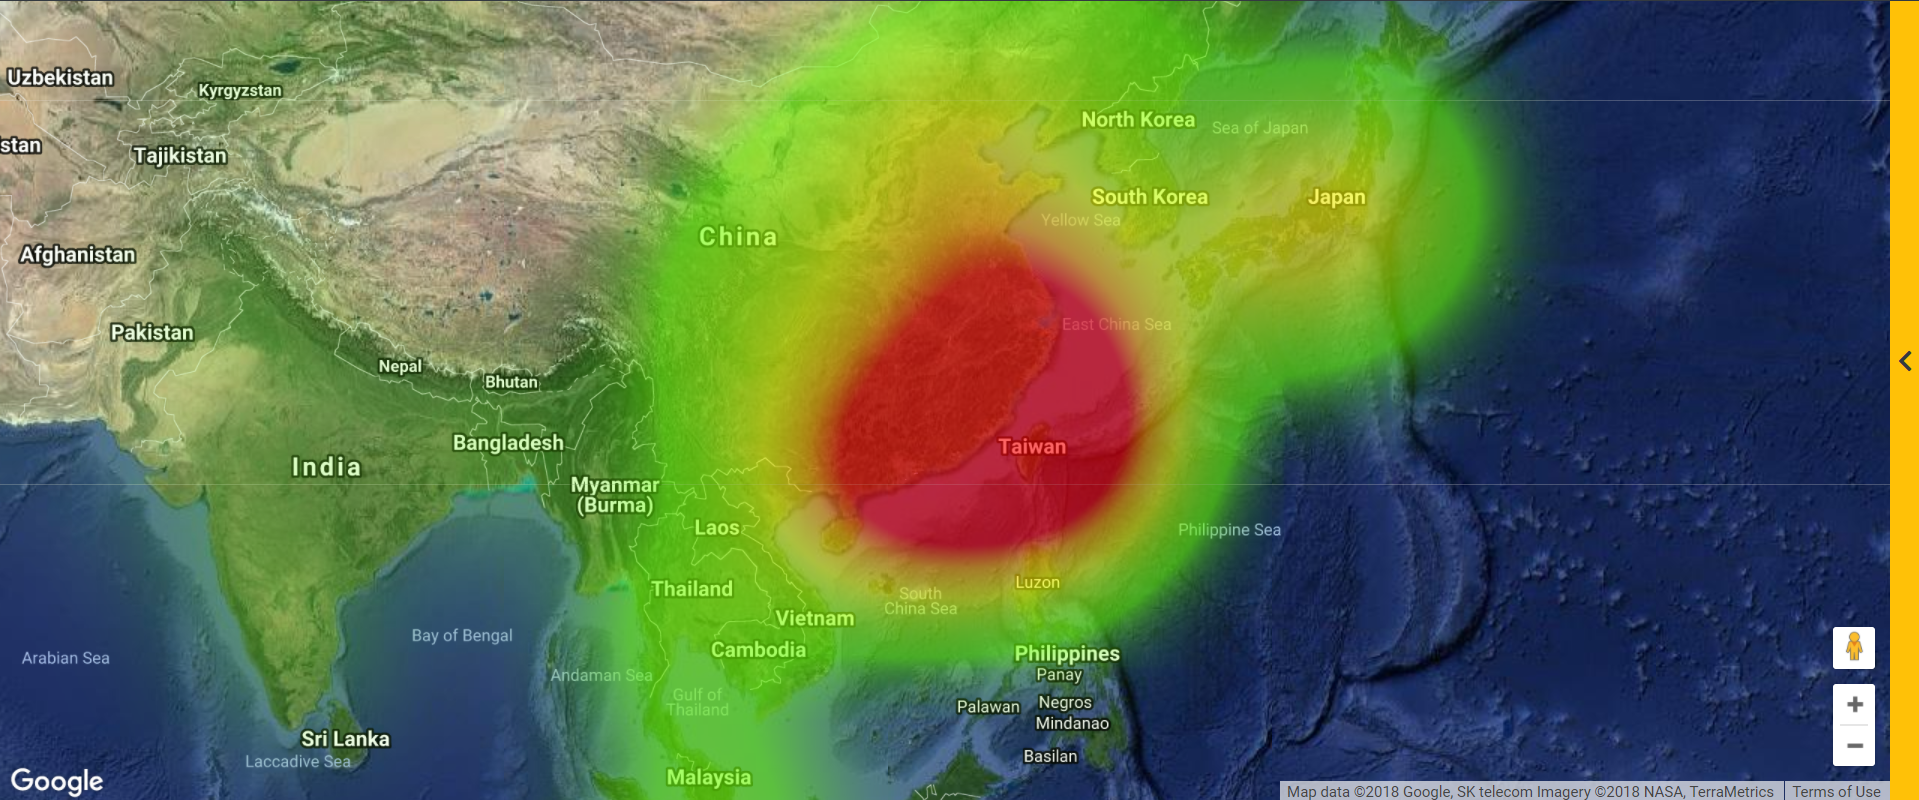 Uzbekistan
Kyrgyzstan
North Korea
Sea of Japan
stan
Tajikistan
South Korea
Japan
Yellow Sea
China
Afghanistan
East China Sea
Pakistan
Nepal
Bhutan
Bangladesh
Taiwan
India
Myanmar
(Burma)
Laos
Philippine Sea
Thailand
Luzon
South
China Sea
Vietnam
Bay of Bengal
Cambodia
Arabian Sea
Philippines
Andaman Sea
Panay
Gulf of
Thailand
Palawan
Negros
Mindanao
Sri Lanka
Laccadive Sea
Basilan
Malaysia
Google
Map data ©2018 Google, SK telecom Imagery ©2018 NASA, TerraMetrics
Terms of Use